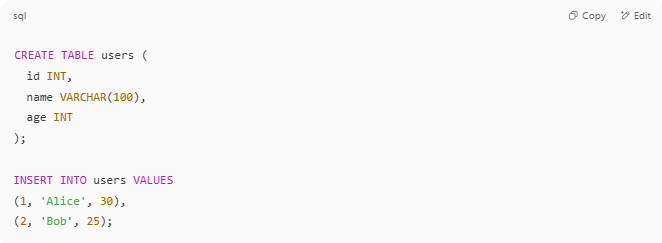 sql Copy Edit
CREATE TABLE users (
  id INT,
  name VARCHAR(100),
  age INT
);
INSERT INTO users VALUES
(1, 'Alice', 30),
(2, 'Bob', 25);